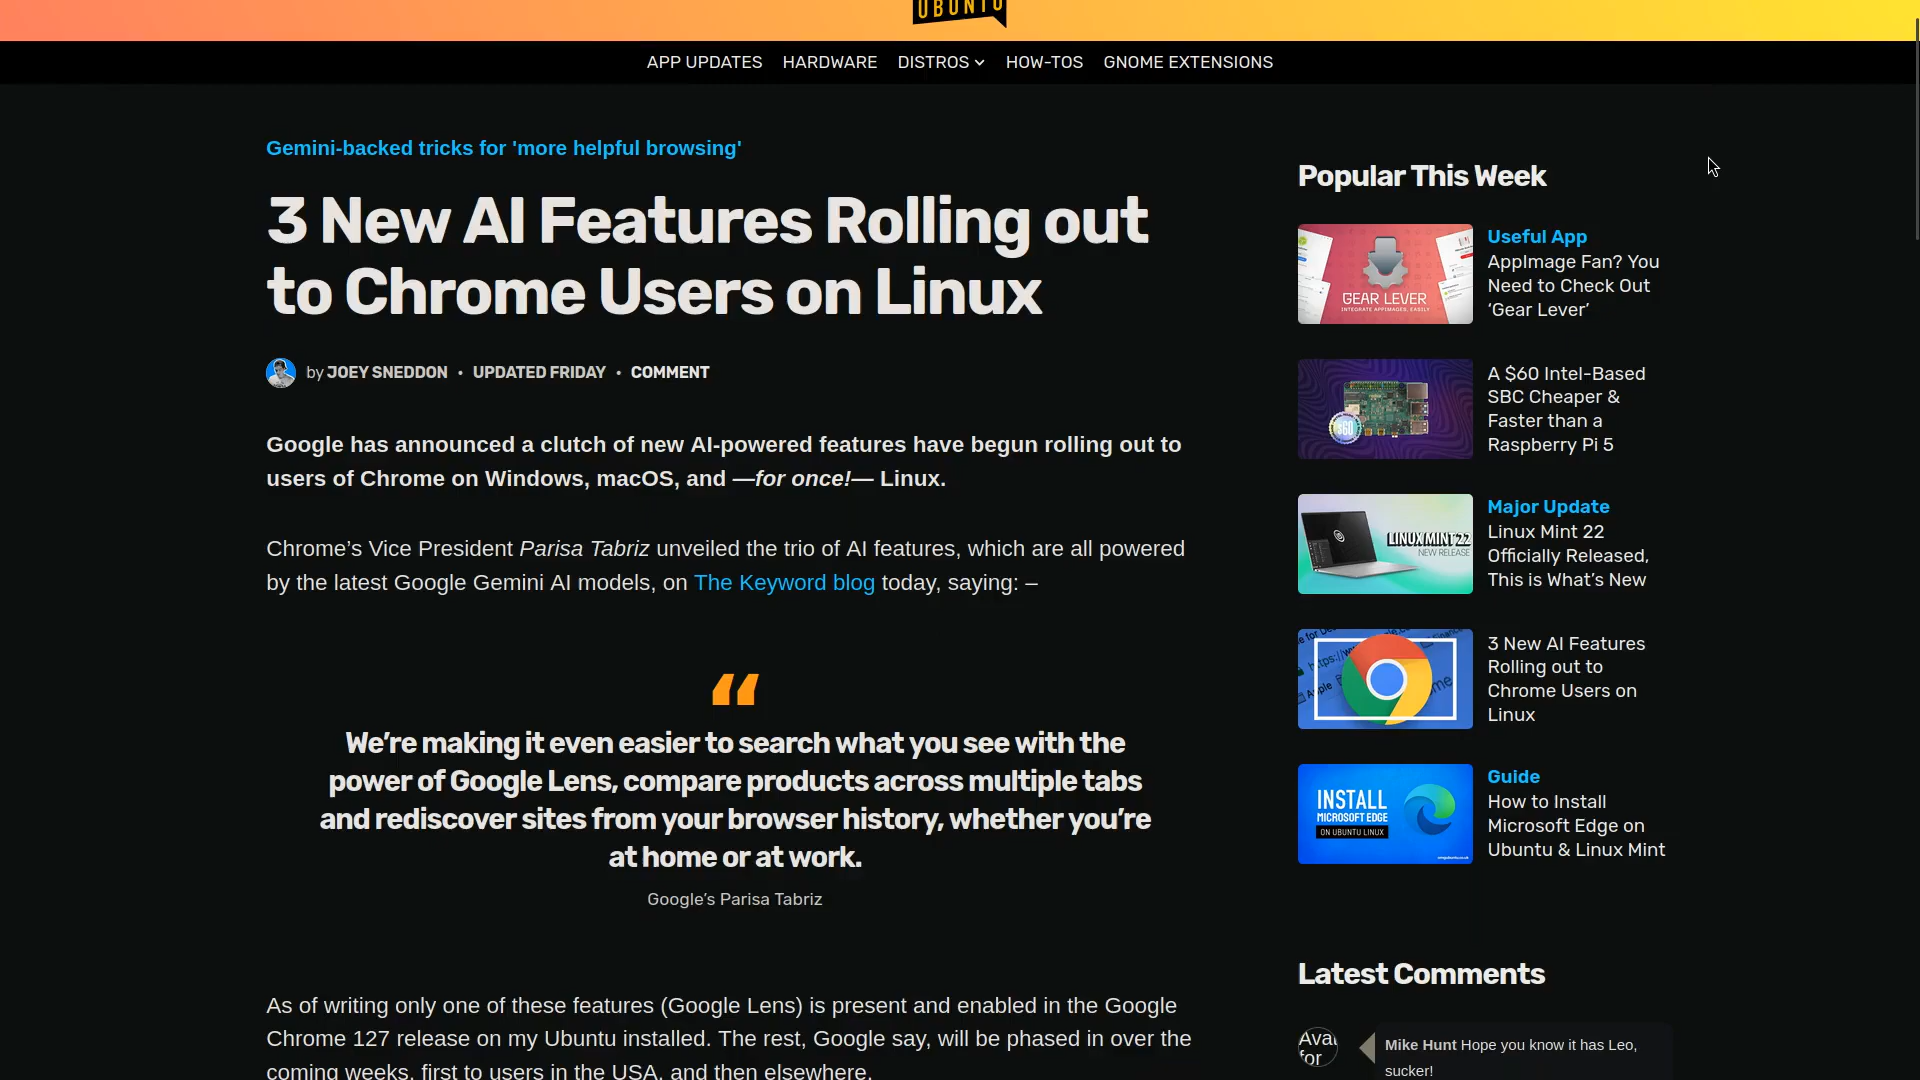 UBUNTU
APP UPDATES HARDWARE DISTROS HOW-TOS GNOME EXTENSIONS
Gemini-backed tricks for 'more helpful browsing'
3 New AI Features Rolling out
to Chrome Users on Linux
by JOEY SNEDDON • UPDATED FRIDAY • COMMENT
Google has announced a clutch of new AI-powered features have begun rolling out to
users of Chrome on Windows, macOS, and —for once!— Linux.
Chrome’s Vice President Parisa Tabriz unveiled the trio of AI features, which are all powered
by the latest Google Gemini AI models, on The Keyword blog today, saying: –
“
We’re making it even easier to search what you see with the
power of Google Lens, compare products across multiple tabs
and rediscover sites from your browser history, whether you’re
at home or at work.
Google’s Parisa Tabriz
As of writing only one of these features (Google Lens) is present and enabled in the Google
Chrome 127 release on my Ubuntu installed. The rest, Google say, will be phased in over the
coming weeks, first to users in the USA, and then elsewhere.
Popular This Week
GEAR LEVER
INTEGRATE APPIMAGES, EASILY
Useful App
AppImage Fan? You
Need to Check Out
‘Gear Lever’
$60
A $60 Intel-Based
SBC Cheaper &
Faster than a
Raspberry Pi 5
LINUX MINT 22
NEW RELEASE
Major Update
Linux Mint 22
Officially Released,
This is What’s New
https://w
Apple
3 New AI Features
Rolling out to
Chrome Users on
Linux
INSTALL
MICROSOFT EDGE
ON UBUNTU LINUX
Guide
How to Install
Microsoft Edge on
Ubuntu & Linux Mint
Latest Comments
Avat
for
Mike Hunt Hope you know it has Leo,
sucker!